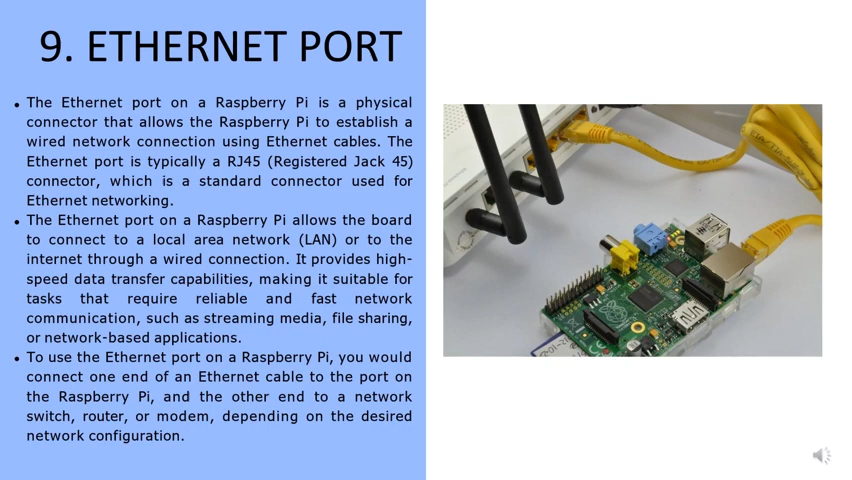 9. ETHERNET PORT
• The Ethernet port on a Raspberry Pi is a physical
connector that allows the Raspberry Pi to establish a
wired network connection using Ethernet cables. The
Ethernet port is typically a RJ45 (Registered Jack 45)
connector, which is a standard connector used for
Ethernet networking.
• The Ethernet port on a Raspberry Pi allows the board
to connect to a local area network (LAN) or to the
internet through a wired connection. It provides high-
speed data transfer capabilities, making it suitable for
tasks that require reliable and fast network
communication, such as streaming media, file sharing,
or network-based applications.
• To use the Ethernet port on a Raspberry Pi, you would
connect one end of an Ethernet cable to the port on
the Raspberry Pi, and the other end to a network
switch, router, or modem, depending on the desired
network configuration.